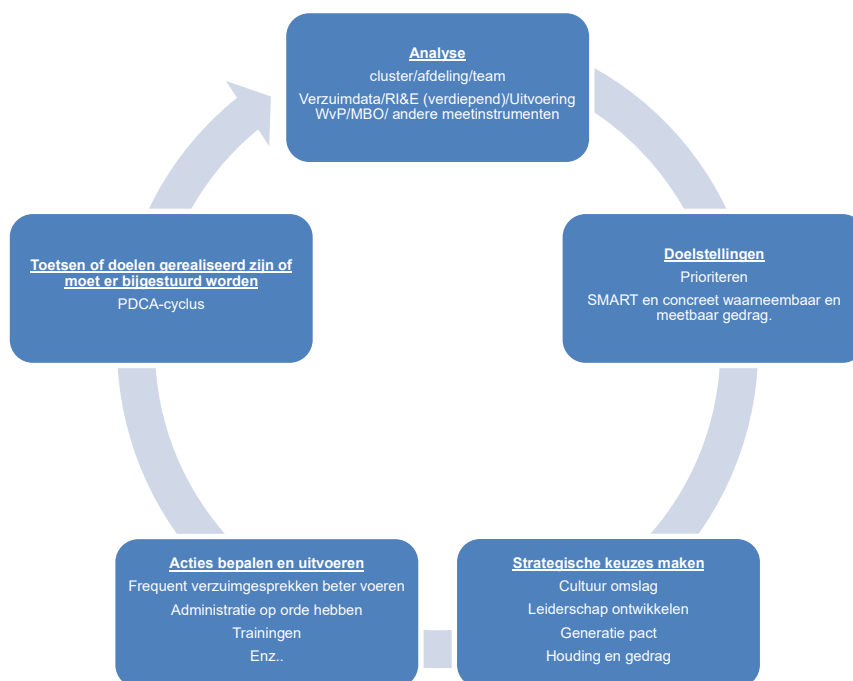 Analyse
cluster/afdeling/team
Verzuimdata/RI&E (verdiepend)/Uitvoering
WvP/MBO/ andere meetinstrumenten
Doelstellingen
Prioriteren
SMART en concreet waarneembaar en
meetbaar gedrag.
Strategische keuzes maken
Cultuur omslag
Leiderschap ontwikkelen
Generatie pact
Houding en gedrag
Acties bepalen en uitvoeren
Frequent verzuimgesprekken beter voeren
Administratie op orde hebben
Trainingen
Enz..
Toetsen of doelen gerealiseerd zijn of
moet er bijgestuurd worden
PDCA-cyclus